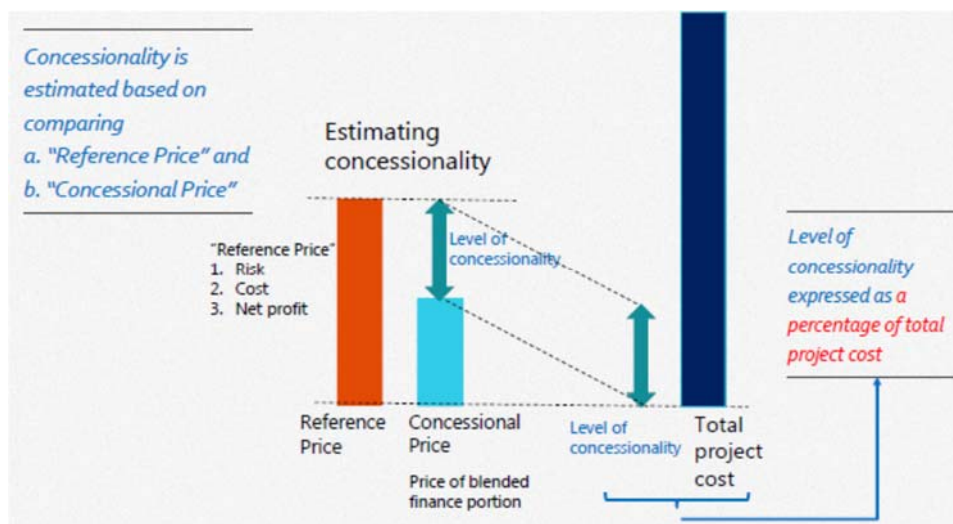 Concessionality is
estimated based on
comparing
a. "Reference Price" and
b. "Concessional Price"
Estimating
concessionality
"Reference Price"
1. Risk
2. Cost
3. Net profit
Level of
concessionality
Level of
concessionality
expressed as a
percentage of total
project cost
Reference
Price
Concessional
Price
Level of
concessionality
Total
project
cost
Price of blended
finance portion